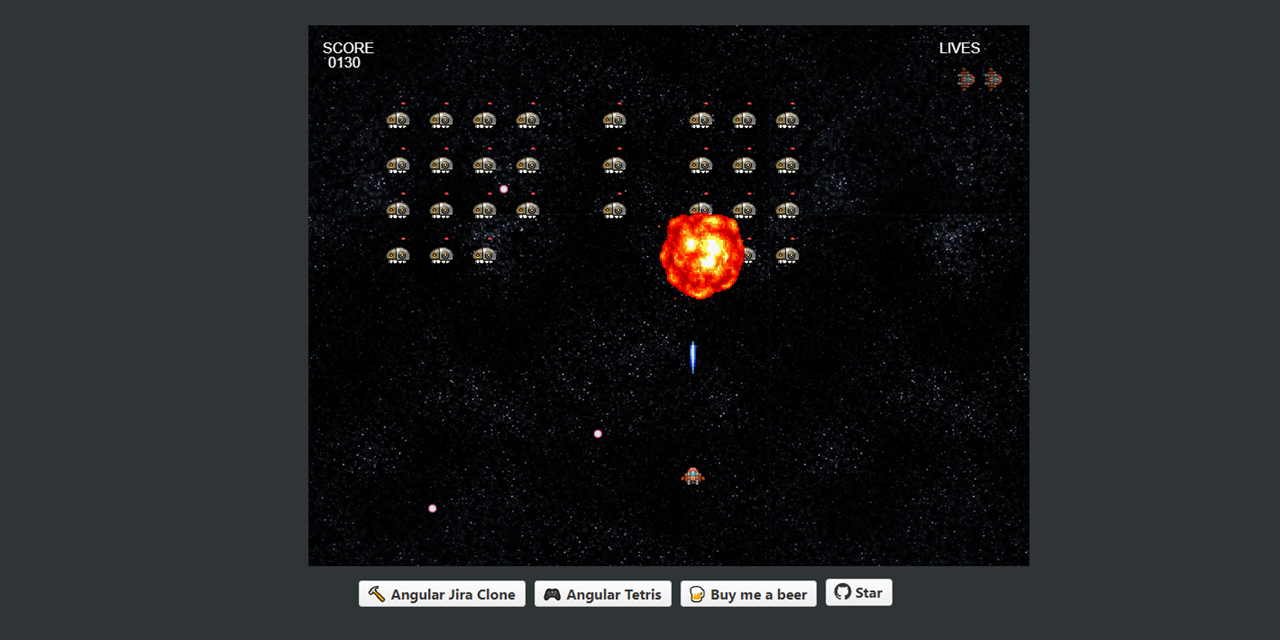 SCORE
LIVES
0130
Angular Jira Clone
Angular Tetris
Buy me a beer
Star